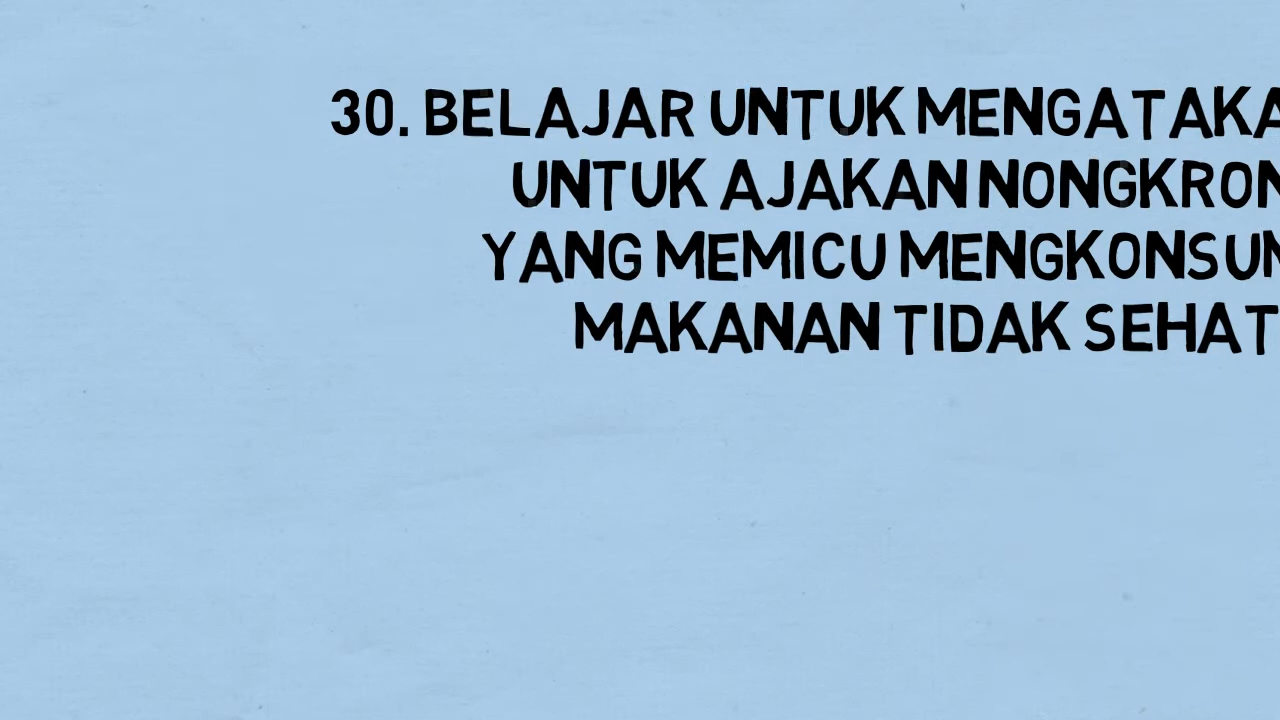 30. BELAJAR UNTUK MENGATAKA
UNTUK AJAKAN NONGKRON
YANG MEMICU MENGKONSUM
MAKANAN TIDAK SEHAT